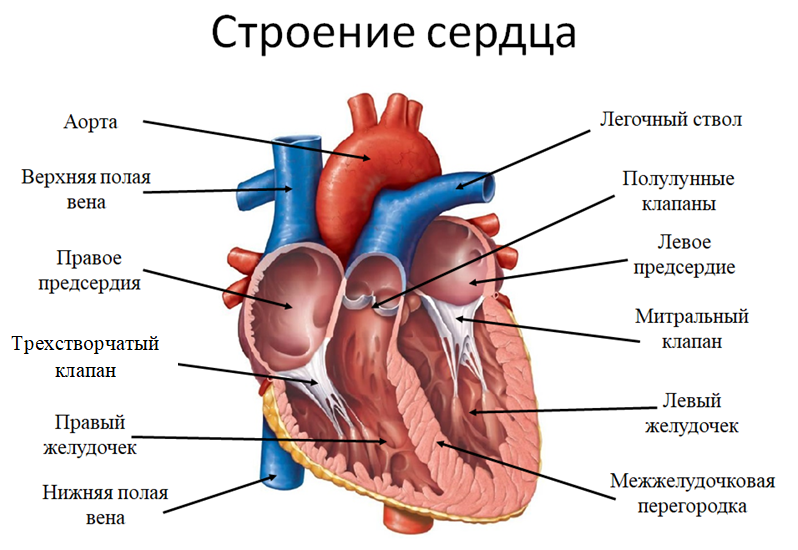 Строение сердца
Аорта
Верхняя полая
вена
Правое
предсердия
Трехстворчатый
клапан
Правый
желудочек
Нижняя полая
вена
Легочный ствол
Полулунные
клапаны
Левое
предсердие
Митральный
клапан
Левый
желудочек
Межжелудочковая
перегородка